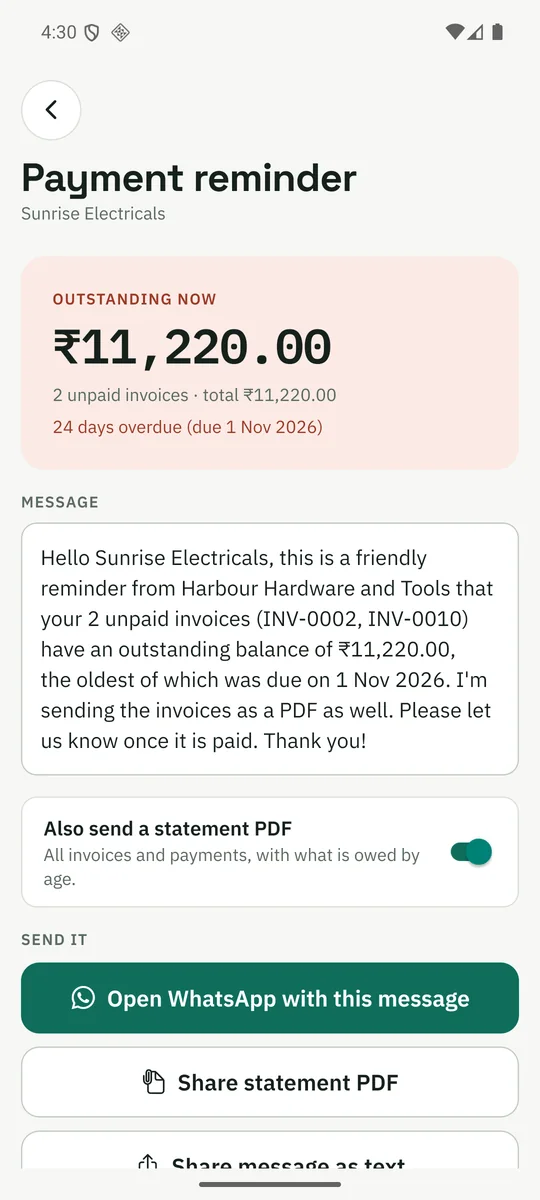 4:30
Payment reminder
Sunrise Electricals
OUTSTANDING NOW
₹11,220.00
2 unpaid invoices · total ₹11,220.00
24 days overdue (due 1 Nov 2026)
MESSAGE
Hello Sunrise Electricals, this is a friendly
reminder from Harbour Hardware and Tools that
your 2 unpaid invoices (INV-0002, INV-0010)
have an outstanding balance of ₹11,220.00,
the oldest of which was due on 1 Nov 2026. I'm
sending the invoices as a PDF as well. Please let
us know once it is paid. Thank you!
Also send a statement PDF
All invoices and payments, with what is owed by
age.
SEND IT
Open WhatsApp with this message
Share statement PDF
Share message as text